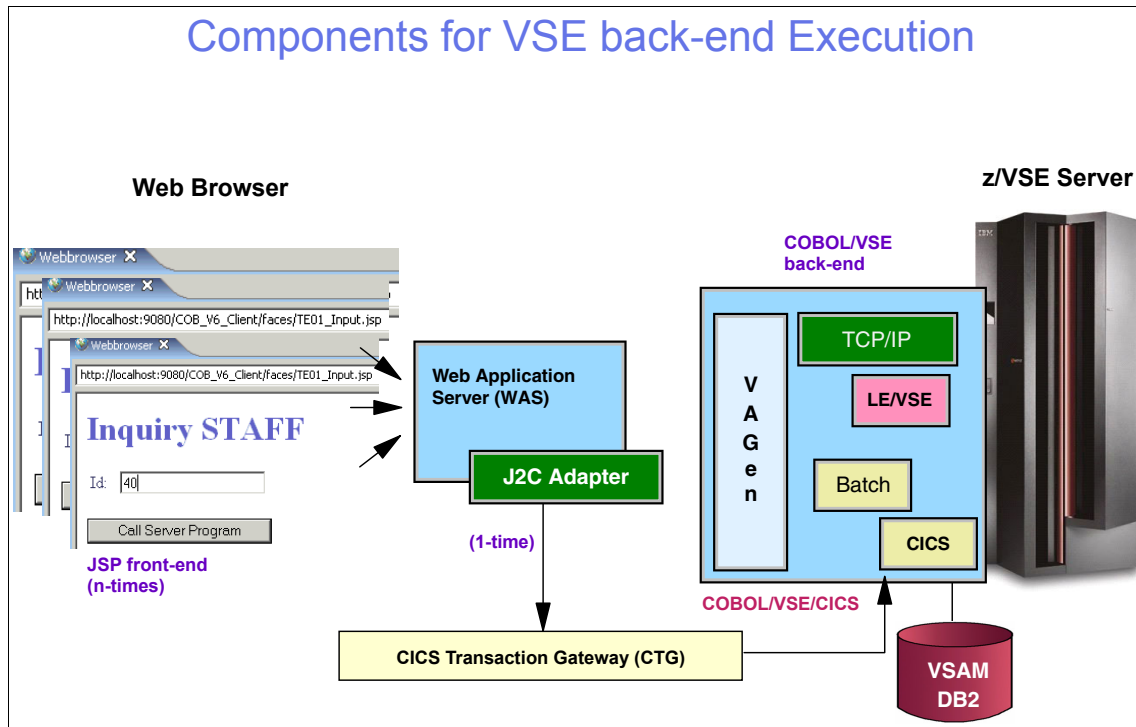 Components for VSE back-end Execution
Web Browser
z/VSE Server
Webbrowser
htt
Webbrowser
http://localhost:9080/COB_V6_Client/faces/TE01_Input.jsp
Webbrowser
http://localhost:9080/COB_V6_Client/faces/TE01_Input.jsp
Inquiry STAFF
Id:
40
Call Server Program
JSP front-end
(n-times)
Web Application
Server (WAS)
J2C Adapter
(1-time)
CICS Transaction Gateway (CTG)
COBOL/VSE
back-end
VAGen
TCP/IP
LE/VSE
Batch
CICS
COBOL/VSE/CICS
IBM
VSAM
DB2